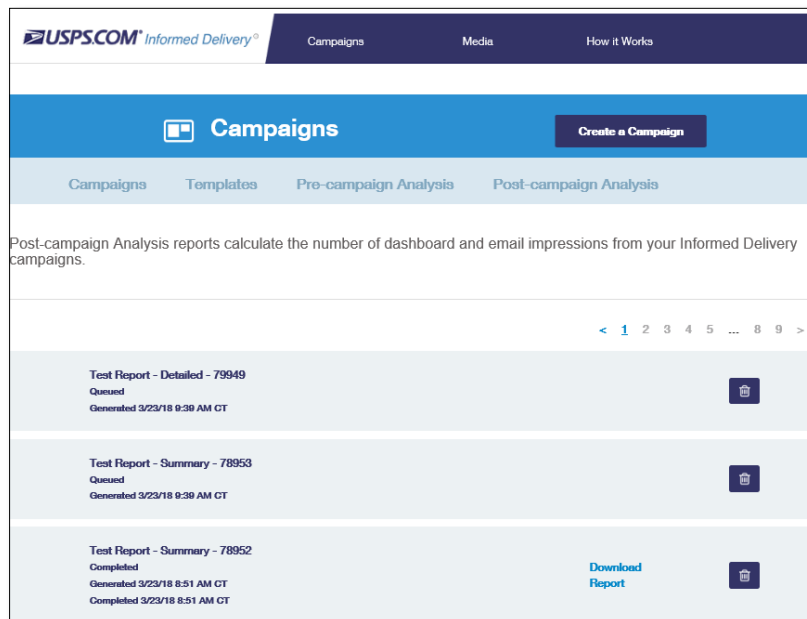 USPS.COM® Informed Delivery®
Campaigns Media How it Works
Campaigns
Create a Campaign
Campaigns Templates Pre-campaign Analysis Post-campaign Analysis
Post-campaign Analysis reports calculate the number of dashboard and email impressions from your Informed Delivery
campaigns.
< 1 2 3 4 5 ... 8 9 >
Test Report - Detailed - 79949
Queued
Generated 3/23/18 9:39 AM CT
Test Report - Summary - 78953
Queued
Generated 3/23/18 9:39 AM CT
Test Report - Summary - 78952
Completed
Generated 3/23/18 8:51 AM CT
Completed 3/23/18 8:51 AM CT
Download
Report